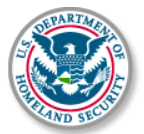 U.S. DEPARTMENT OF
HOMELAND SECURITY